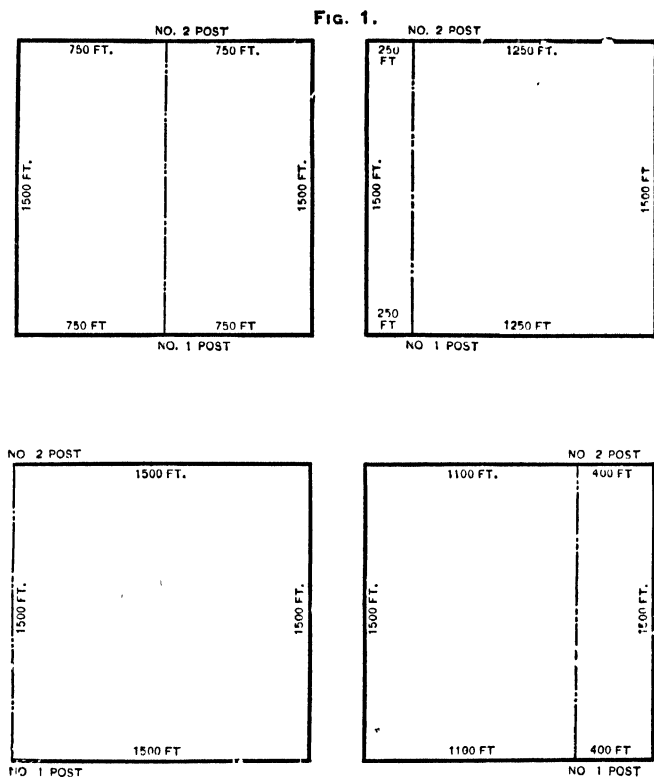 FIG. 1.
NO. 2 POST
750 FT. 750 FT.
1500 FT. 1500 FT.
750 FT 750 FT
NO. 1 POST
NO. 2 POST
250 FT 1250 FT.
1500 FT. 1500 FT
250 FT 1250 FT
NO 1 POST
NO 2 POST
1500 FT.
1500 FT. 1500 FT.
1500 FT
NO 1 POST
NO 2 POST
1100 FT. 400 FT
1500 FT. 1500 FT.
1100 FT 400 FT
NO 1 POST